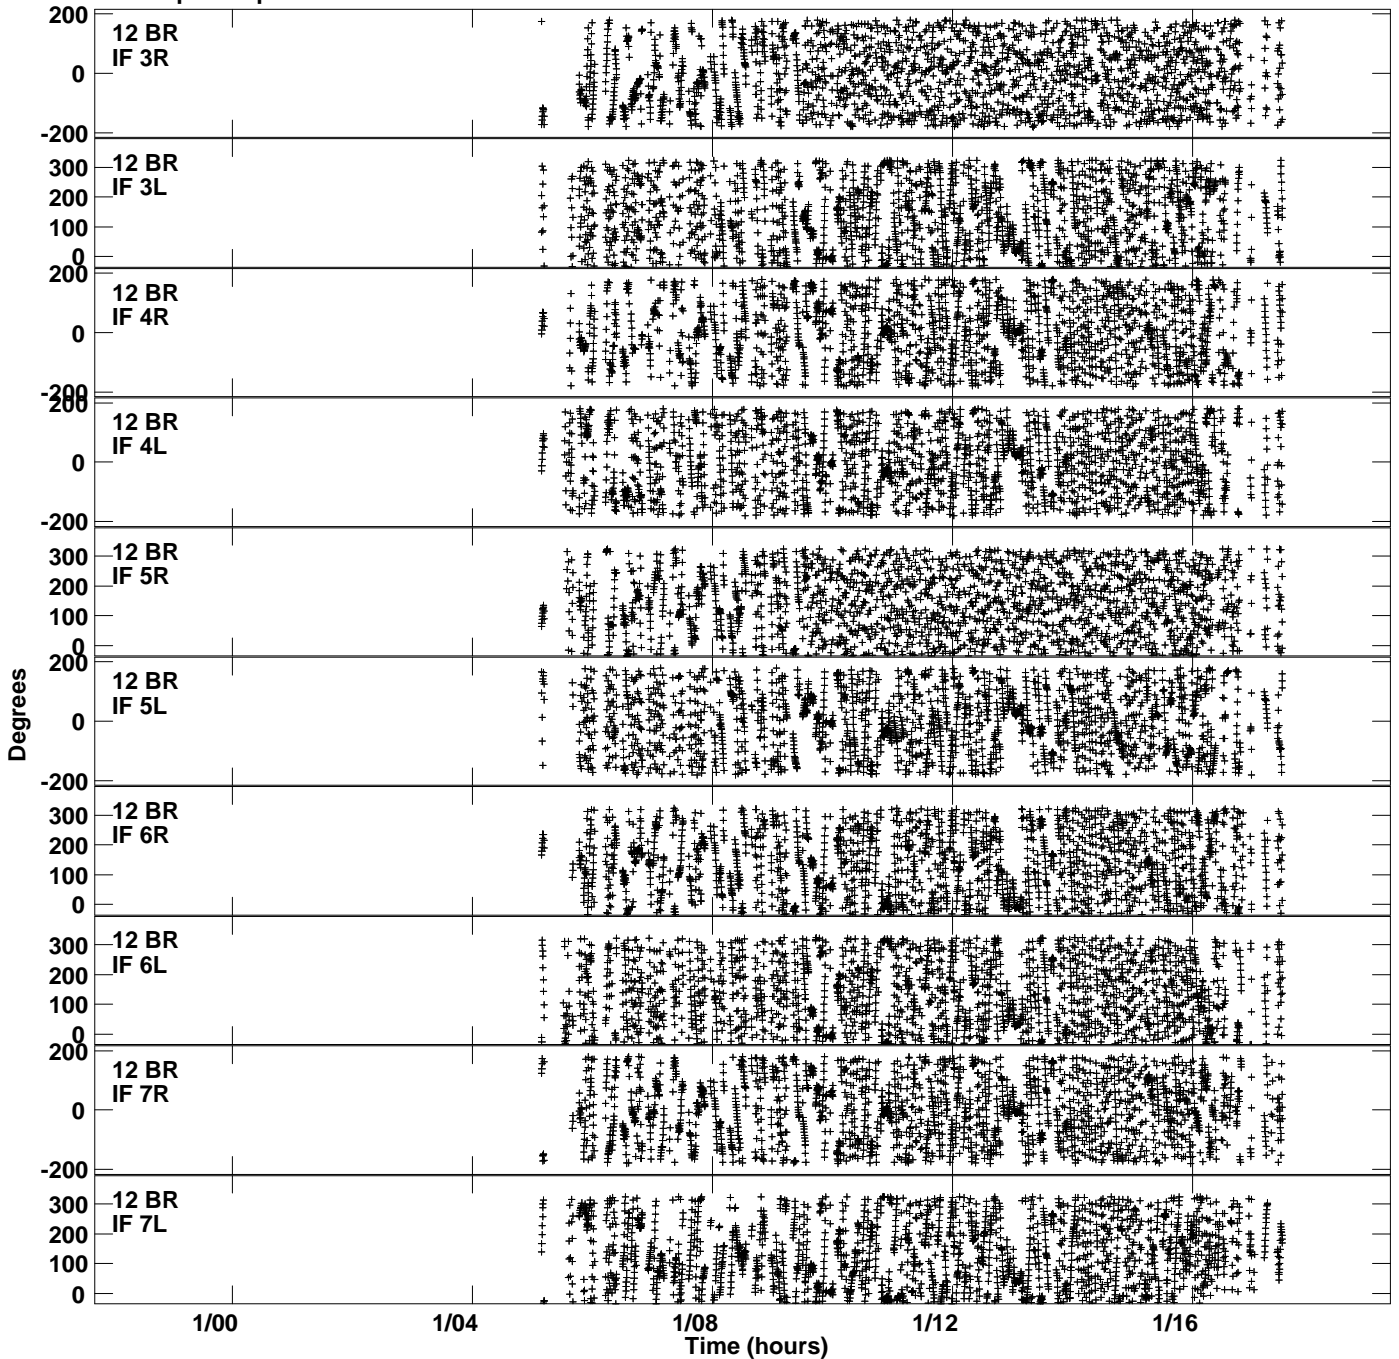 200
12 BR
IF 3R
0
-200
12 BR
300
IF 3L
200
100
0
200
12 BR
IF 4R
0
-200
200
12 BR
IF 4L
0
-200
12 BR
300
IF 5R
200
100
0
200
12 BR
IF 5L
0
-200
12 BR
300
IF 6R
200
100
0
12 BR
300
IF 6L
200
100
0
200
12 BR
IF 7R
0
-200
12 BR
300
IF 7L
200
100
0
Degrees
1/00 1/04 1/08 1/12 1/16
Time (hours)